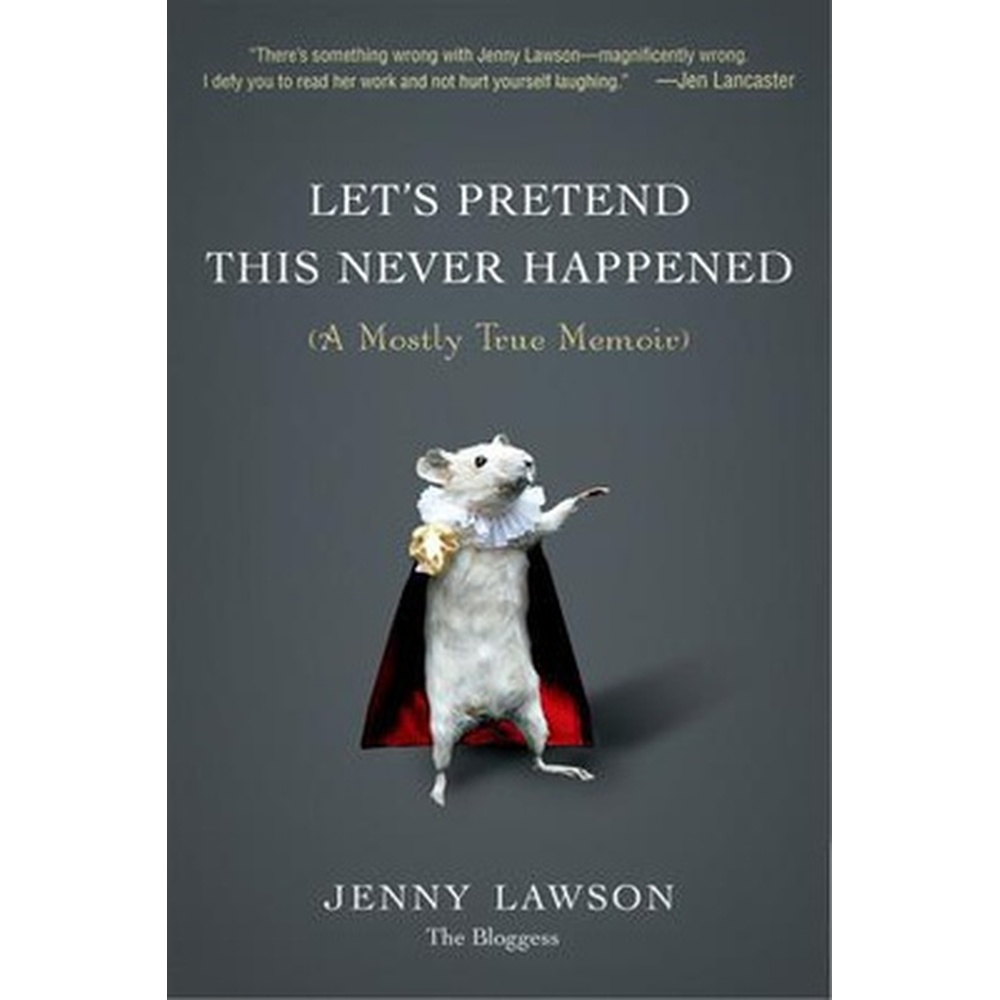 "There's something wrong with Jenny Lawson—magnificently wrong.
I defy you to read her work and not hurt yourself laughing." —Jen Lancaster
LET'S PRETEND
THIS NEVER HAPPENED
(A Mostly True Memoir)
JENNY LAWSON
The Bloggess